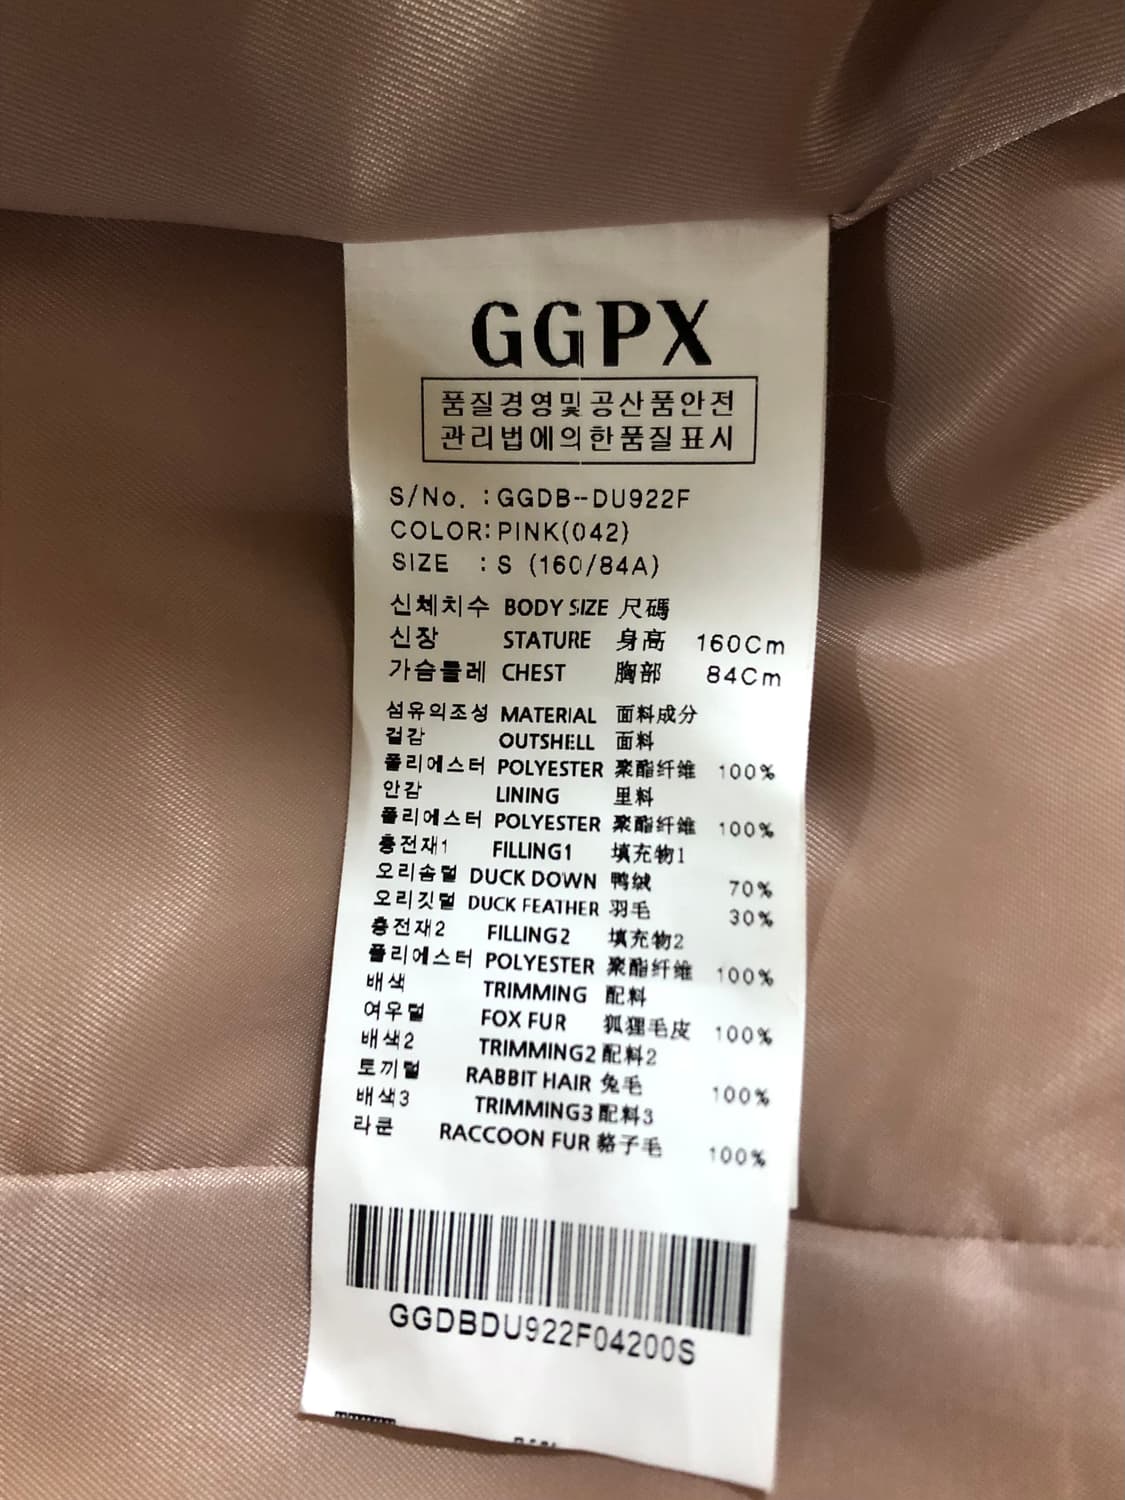 GGPX
품질경영및공산품안전
관리법에의한품질표시
S/No. : GGDB-DU922F
COLOR: PINK(042)
SIZE : S (160/84A)
신체치수 BODY SIZE 尺碼
신장 STATURE 身高 160Cm
가슴둘레 CHEST 胸部 84Cm
섬유의조성 MATERIAL 面料成分
겉감 OUTSHELL 面料
폴리에스터 POLYESTER 聚酯纤维 100%
안감 LINING 里料
폴리에스터 POLYESTER 聚酯纤维 100%
충전재1 FILLING1 填充物1
오리솜털 DUCK DOWN 鸭绒 70%
오리깃털 DUCK FEATHER 羽毛 30%
충전재2 FILLING2 填充物2
폴리에스터 POLYESTER 聚酯纤维 100%
배색 TRIMMING 配料
여우털 FOX FUR 狐狸毛皮 100%
배색2 TRIMMING2 配料2
토끼털 RABBIT HAIR 兔毛 100%
배색3 TRIMMING3 配料3
라쿤 RACCOON FUR 貉子毛 100%
GGDBDU922F04200S